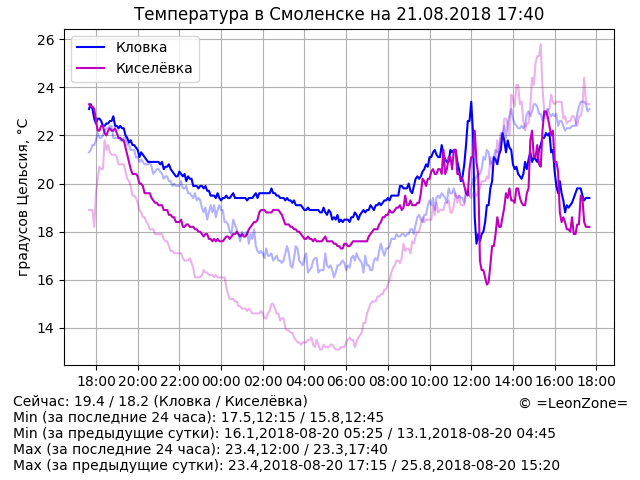 Температура в Смоленске на 21.08.2018 17:40
Кловка
Киселёвка
градусов Цельсия, °C
26
24
22
20
18
16
14
18:00 20:00 22:00 00:00 02:00 04:00 06:00 08:00 10:00 12:00 14:00 16:00 18:00
Сейчас: 19.4 / 18.2 (Кловка / Киселёвка)
© =LeonZone=
Min (за последние 24 часа): 17.5,12:15 / 15.8,12:45
Min (за предыдущие сутки): 16.1,2018-08-20 05:25 / 13.1,2018-08-20 04:45
Max (за последние 24 часа): 23.4,12:00 / 23.3,17:40
Max (за предыдущие сутки): 23.4,2018-08-20 17:15 / 25.8,2018-08-20 15:20